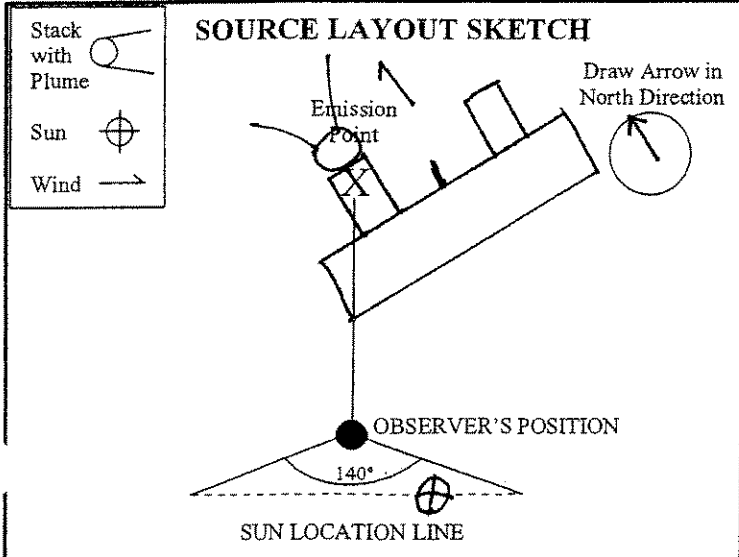 SOURCE LAYOUT SKETCH
Stack
with
Plume
Sun
Wind
Emission
Point
X
Draw Arrow in
North Direction
OBSERVER'S POSITION
140°
SUN LOCATION LINE